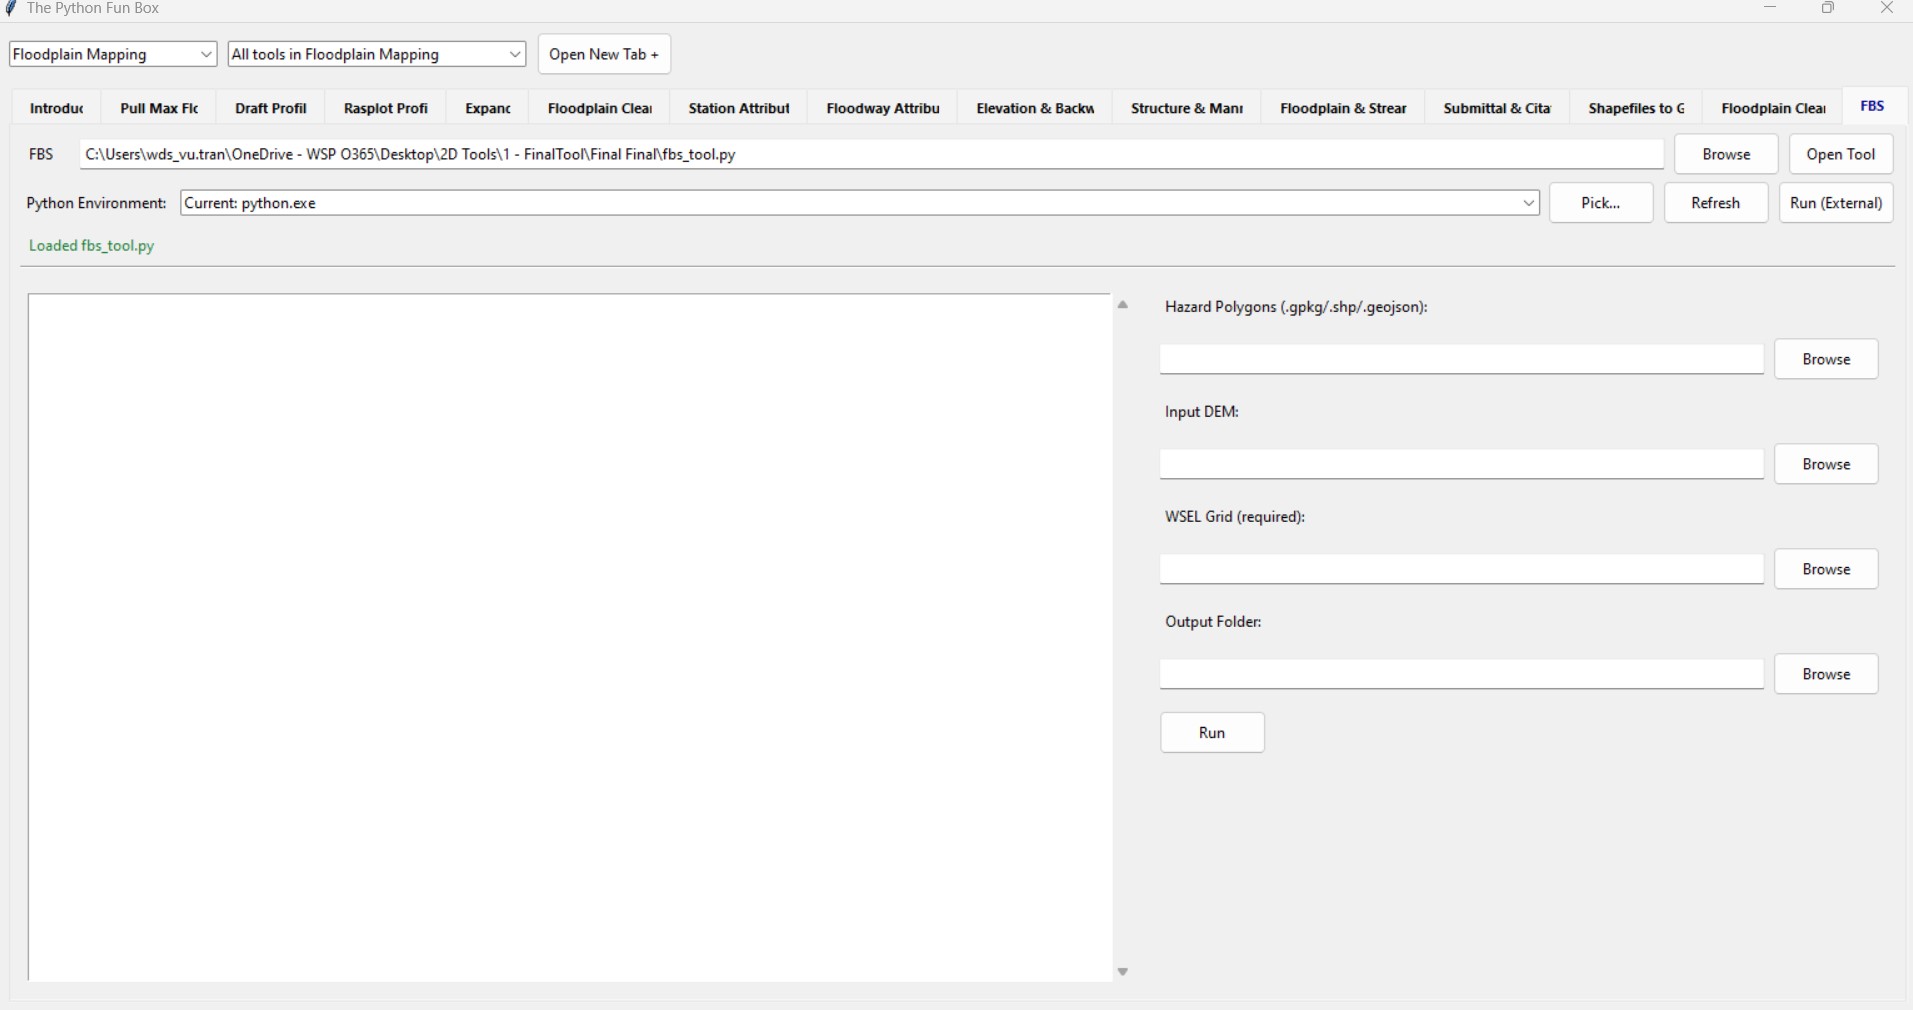 The Python Fun Box
Floodplain Mapping All tools in Floodplain Mapping Open New Tab +
Introduc Pull Max Flc Draft Profil Rasplot Profi Expanc Floodplain Clear Station Attribut Floodway Attribu Elevation & Backw Structure & Mani Floodplain & Strear Submittal & Cita Shapefiles to G Floodplain Clear FBS
FBS C:\Users\wds_vu.tran\OneDrive - WSP O365\Desktop\2D Tools\1 - FinalTool\Final Final\fbs_tool.py Browse Open Tool
Python Environment: Current: python.exe Pick... Refresh Run (External)
Loaded fbs_tool.py
Hazard Polygons (.gpkg/.shp/.geojson):
Browse
Input DEM:
Browse
WSEL Grid (required):
Browse
Output Folder:
Browse
Run